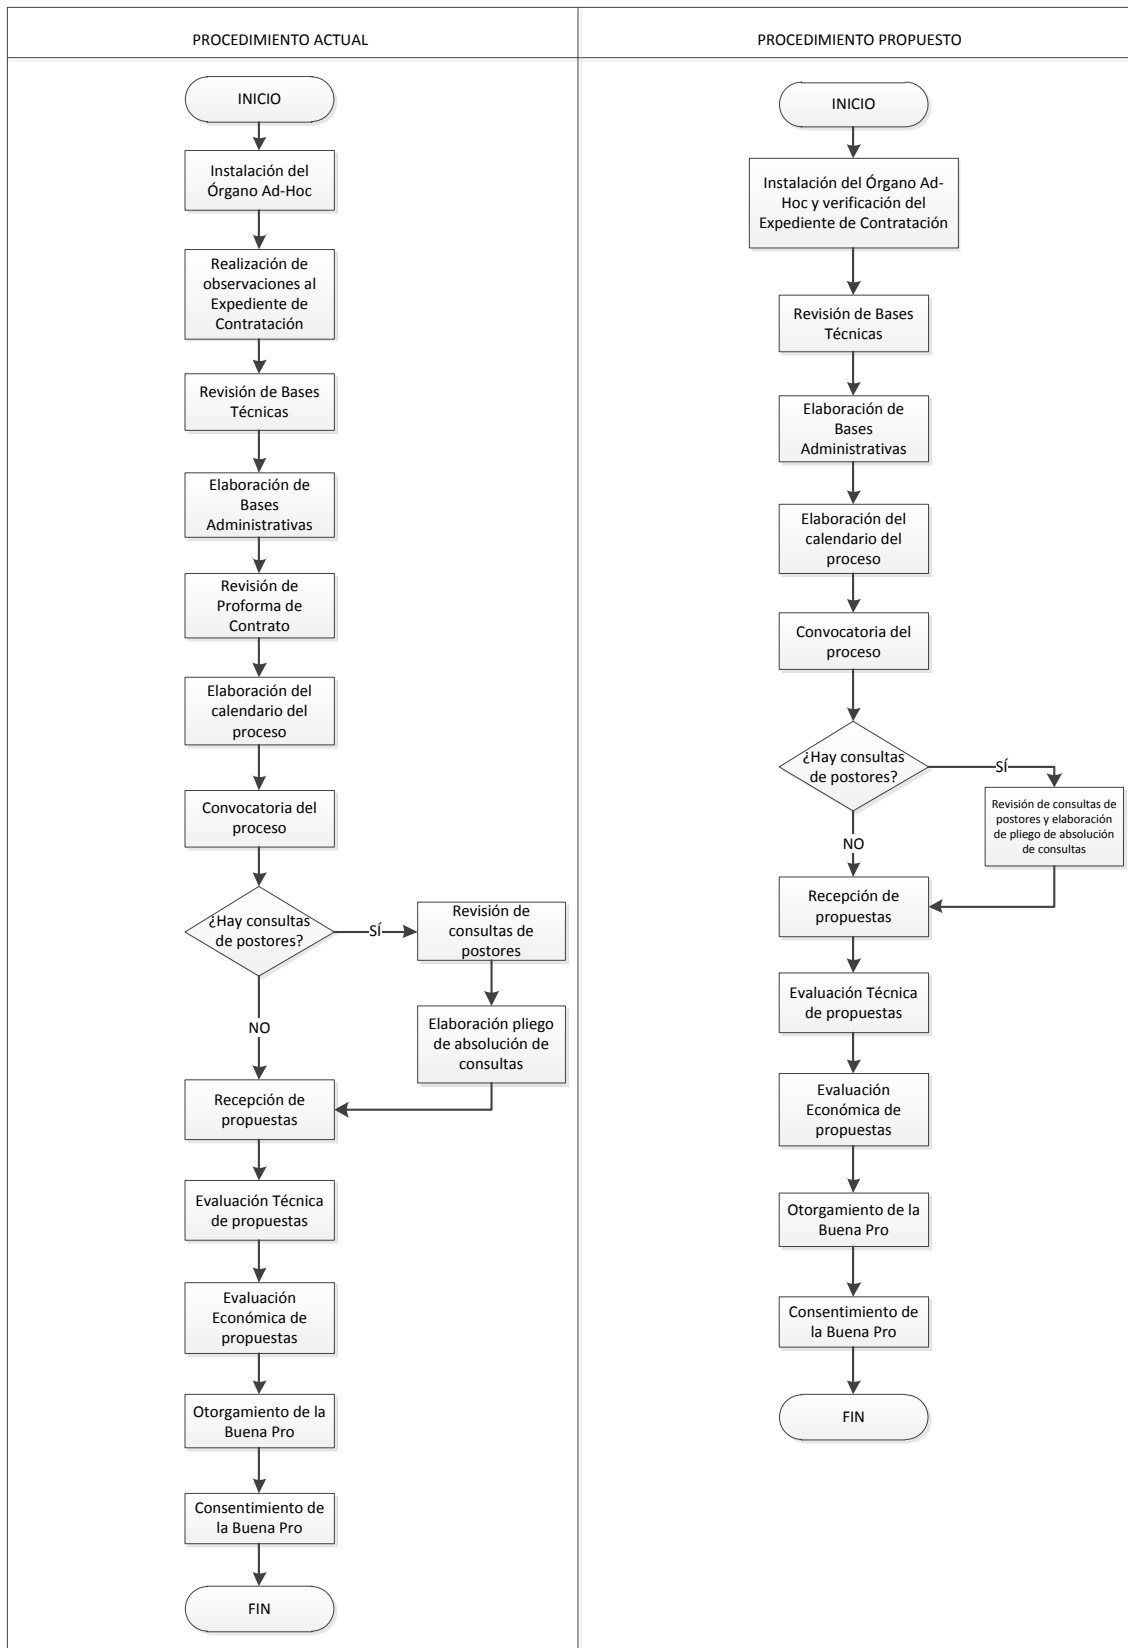 PROCEDIMIENTO ACTUAL
INICIO
Instalación del
Órgano Ad-Hoc
Realización de
observaciones al
Expediente de
Contratación
Revisión de Bases
Técnicas
Elaboración de
Bases
Administrativas
Revisión de
Proforma de
Contrato
Elaboración del
calendario del
proceso
Convocatoria del
proceso
¿Hay consultas
de postores?
SÍ
Revisión de
consultas de
postores
Elaboración pliego
de absolución de
consultas
NO
Recepción de
propuestas
Evaluación Técnica
de propuestas
Evaluación
Económica de
propuestas
Otorgamiento de la
Buena Pro
Consentimiento de
la Buena Pro
FIN
PROCEDIMIENTO PROPUESTO
INICIO
Instalación del Órgano Ad-
Hoc y verificación del
Expediente de Contratación
Revisión de Bases
Técnicas
Elaboración de
Bases
Administrativas
Elaboración del
calendario del
proceso
Convocatoria del
proceso
¿Hay consultas
de postores?
SÍ
Revisión de consultas de
postores y elaboración
de pliego de absolución
de consultas
NO
Recepción de
propuestas
Evaluación Técnica
de propuestas
Evaluación
Económica de
propuestas
Otorgamiento de la
Buena Pro
Consentimiento de
la Buena Pro
FIN